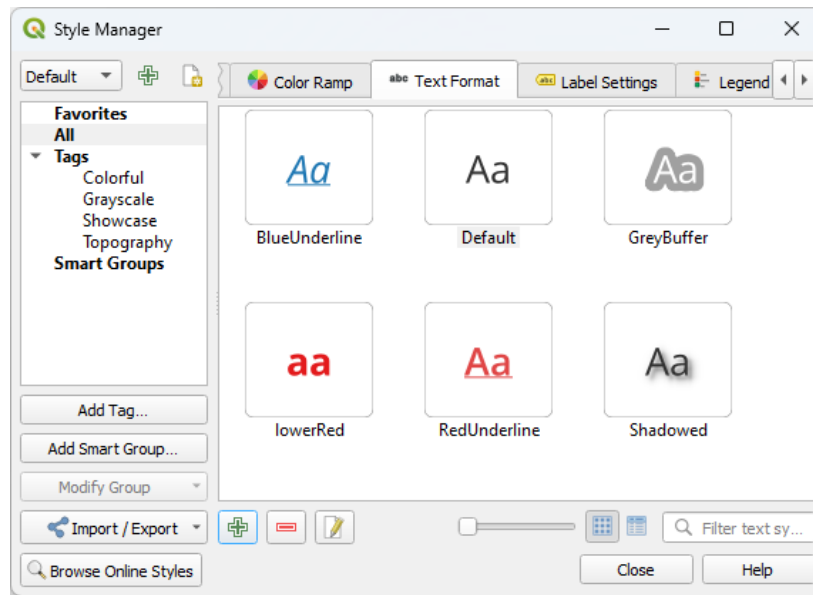 Style Manager
Default
Color Ramp
abc Text Format
abc Label Settings
Legend
Favorites
All
Tags
Colorful
Grayscale
Showcase
Topography
Smart Groups
Aa
Aa
Aa
BlueUnderline
Default
GreyBuffer
aa
Aa
Aa
lowerRed
RedUnderline
Shadowed
Add Tag...
Add Smart Group...
Modify Group
Import / Export
Filter text sy...
Browse Online Styles
Close
Help